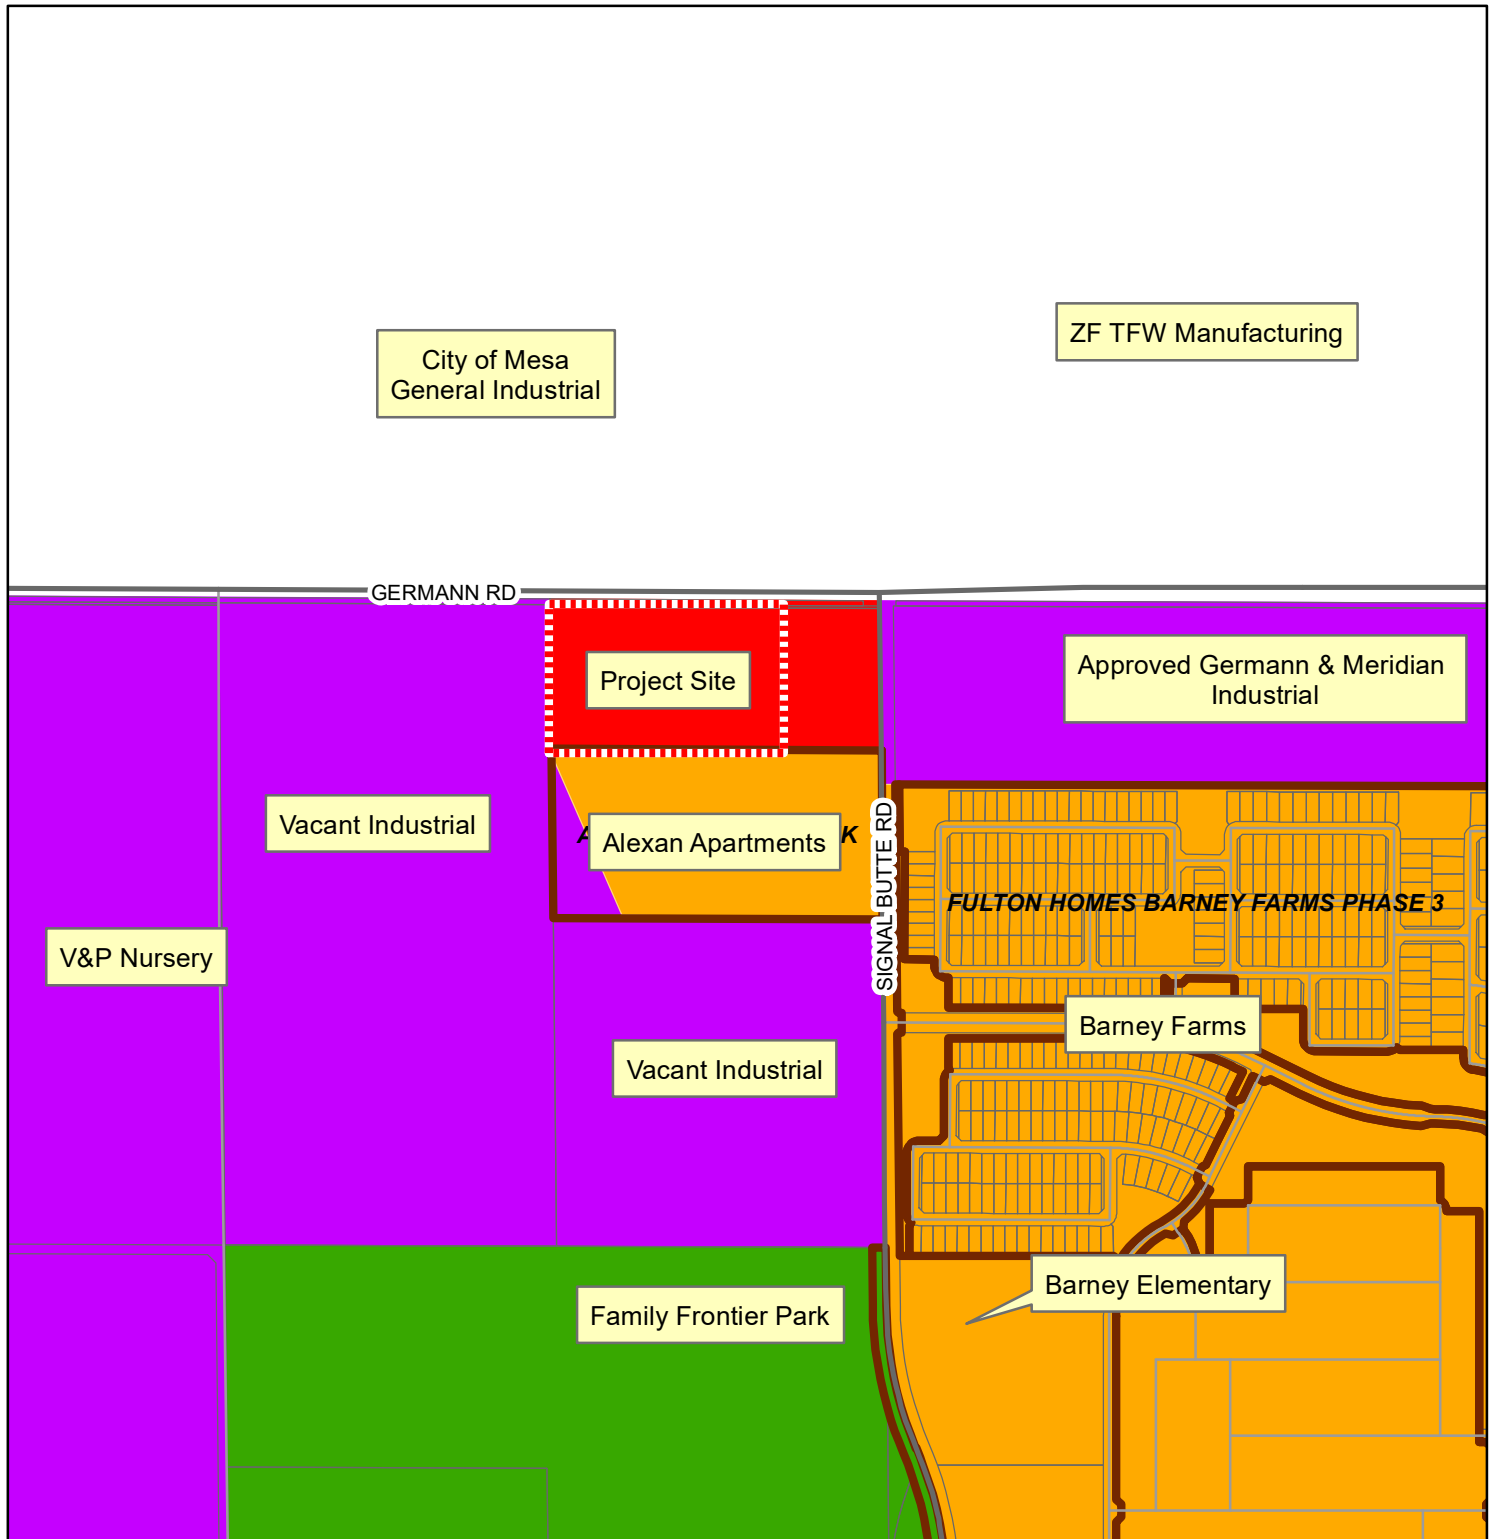 ZF TFW Manufacturing
City of Mesa
General Industrial
GERMANN RD
Project Site
Approved Germann & Meridian
Industrial
Vacant Industrial
Alexan Apartments
SIGNAL BUTTE RD
FULTON HOMES BARNEY FARMS PHASE 3
V&P Nursery
Barney Farms
Vacant Industrial
Barney Elementary
Family Frontier Park